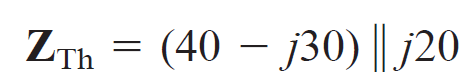 Z_Th = (40 − j30) ∥ j20